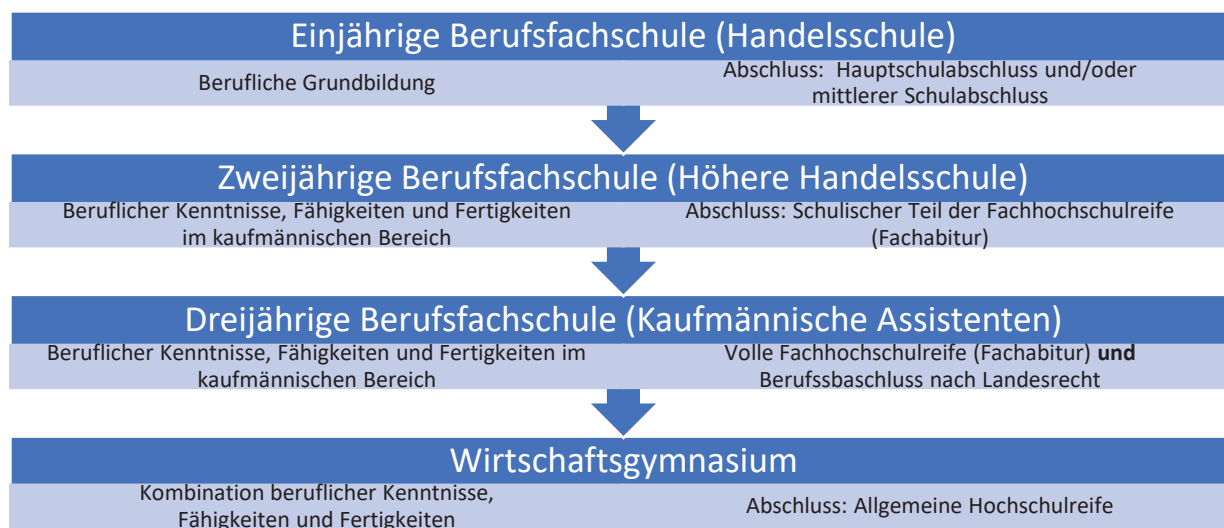 Einjährige Berufsfachschule (Handelsschule)
Berufliche Grundbildung
Abschluss: Hauptschulabschluss und/oder
mittlerer Schulabschluss
Zweijährige Berufsfachschule (Höhere Handelsschule)
Beruflicher Kenntnisse, Fähigkeiten und Fertigkeiten
im kaufmännischen Bereich
Abschluss: Schulischer Teil der Fachhochschulreife
(Fachabitur)
Dreijährige Berufsfachschule (Kaufmännische Assistenten)
Beruflicher Kenntnisse, Fähigkeiten und Fertigkeiten im
kaufmännischen Bereich
Volle Fachhochschulreife (Fachabitur) und
Berufssbaschluss nach Landesrecht
Wirtschaftsgymnasium
Kombination beruflicher Kenntnisse,
Fähigkeiten und Fertigkeiten
Abschluss: Allgemeine Hochschulreife